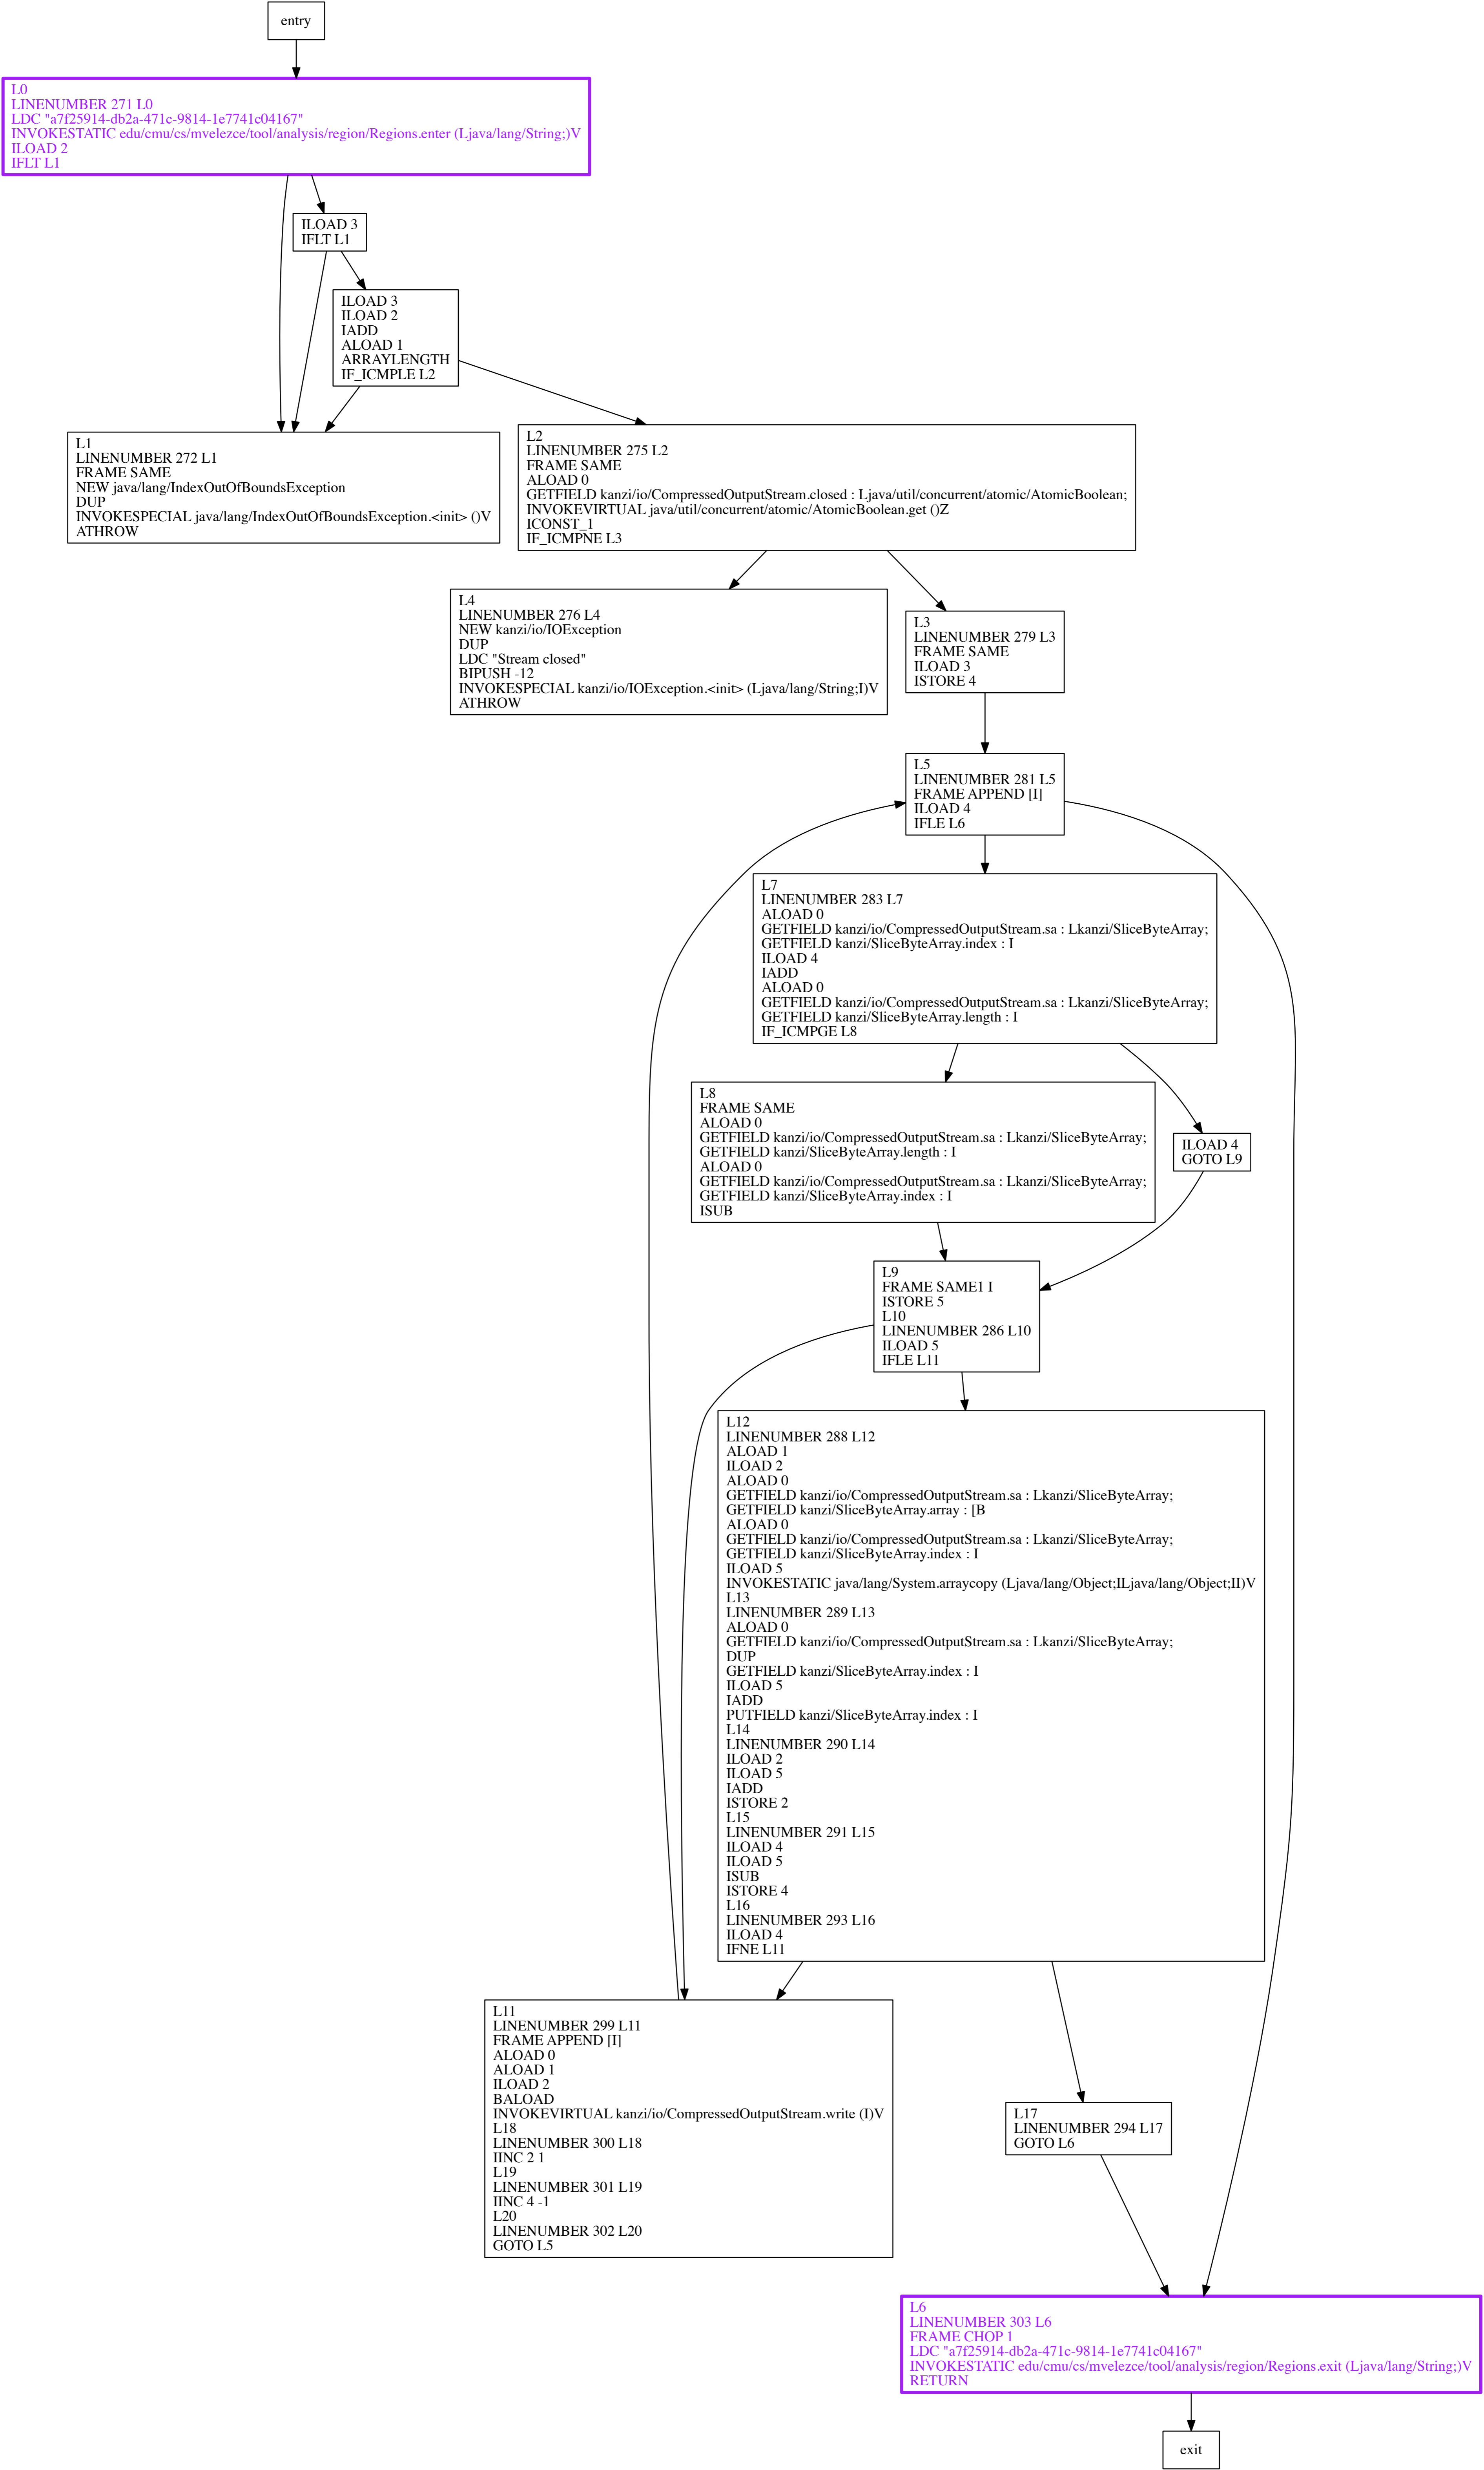 entry
L0
LINENUMBER 271 L0
LDC "a7f25914-db2a-471c-9814-1e7741c04167"
INVOKESTATIC edu/cmu/cs/mvelezce/tool/analysis/region/Regions.enter (Ljava/lang/String;)V
ILOAD 2
IFLT L1
ILOAD 3
IFLT L1
ILOAD 3
ILOAD 2
IADD
ALOAD 1
ARRAYLENGTH
IF_ICMPLE L2
L1
LINENUMBER 272 L1
FRAME SAME
NEW java/lang/IndexOutOfBoundsException
DUP
INVOKESPECIAL java/lang/IndexOutOfBoundsException.<init> ()V
ATHROW
L2
LINENUMBER 275 L2
FRAME SAME
ALOAD 0
GETFIELD kanzi/io/CompressedOutputStream.closed : Ljava/util/concurrent/atomic/AtomicBoolean;
INVOKEVIRTUAL java/util/concurrent/atomic/AtomicBoolean.get ()Z
ICONST_1
IF_ICMPNE L3
L4
LINENUMBER 276 L4
NEW kanzi/io/IOException
DUP
LDC "Stream closed"
BIPUSH -12
INVOKESPECIAL kanzi/io/IOException.<init> (Ljava/lang/String;I)V
ATHROW
L3
LINENUMBER 279 L3
FRAME SAME
ILOAD 3
ISTORE 4
L5
LINENUMBER 281 L5
FRAME APPEND [I]
ILOAD 4
IFLE L6
L7
LINENUMBER 283 L7
ALOAD 0
GETFIELD kanzi/io/CompressedOutputStream.sa : Lkanzi/SliceByteArray;
GETFIELD kanzi/SliceByteArray.index : I
ILOAD 4
IADD
ALOAD 0
GETFIELD kanzi/io/CompressedOutputStream.sa : Lkanzi/SliceByteArray;
GETFIELD kanzi/SliceByteArray.length : I
IF_ICMPGE L8
L8
FRAME SAME
ALOAD 0
GETFIELD kanzi/io/CompressedOutputStream.sa : Lkanzi/SliceByteArray;
GETFIELD kanzi/SliceByteArray.length : I
ALOAD 0
GETFIELD kanzi/io/CompressedOutputStream.sa : Lkanzi/SliceByteArray;
GETFIELD kanzi/SliceByteArray.index : I
ISUB
ILOAD 4
GOTO L9
L9
FRAME SAME1 I
ISTORE 5
L10
LINENUMBER 286 L10
ILOAD 5
IFLE L11
L12
LINENUMBER 288 L12
ALOAD 1
ILOAD 2
ALOAD 0
GETFIELD kanzi/io/CompressedOutputStream.sa : Lkanzi/SliceByteArray;
GETFIELD kanzi/SliceByteArray.array : [B
ALOAD 0
GETFIELD kanzi/io/CompressedOutputStream.sa : Lkanzi/SliceByteArray;
GETFIELD kanzi/SliceByteArray.index : I
ILOAD 5
INVOKESTATIC java/lang/System.arraycopy (Ljava/lang/Object;ILjava/lang/Object;II)V
L13
LINENUMBER 289 L13
ALOAD 0
GETFIELD kanzi/io/CompressedOutputStream.sa : Lkanzi/SliceByteArray;
DUP
GETFIELD kanzi/SliceByteArray.index : I
ILOAD 5
IADD
PUTFIELD kanzi/SliceByteArray.index : I
L14
LINENUMBER 290 L14
ILOAD 2
ILOAD 5
IADD
ISTORE 2
L15
LINENUMBER 291 L15
ILOAD 4
ILOAD 5
ISUB
ISTORE 4
L16
LINENUMBER 293 L16
ILOAD 4
IFNE L11
L11
LINENUMBER 299 L11
FRAME APPEND [I]
ALOAD 0
ALOAD 1
ILOAD 2
BALOAD
INVOKEVIRTUAL kanzi/io/CompressedOutputStream.write (I)V
L18
LINENUMBER 300 L18
IINC 2 1
L19
LINENUMBER 301 L19
IINC 4 -1
L20
LINENUMBER 302 L20
GOTO L5
L17
LINENUMBER 294 L17
GOTO L6
L6
LINENUMBER 303 L6
FRAME CHOP 1
LDC "a7f25914-db2a-471c-9814-1e7741c04167"
INVOKESTATIC edu/cmu/cs/mvelezce/tool/analysis/region/Regions.exit (Ljava/lang/String;)V
RETURN
exit